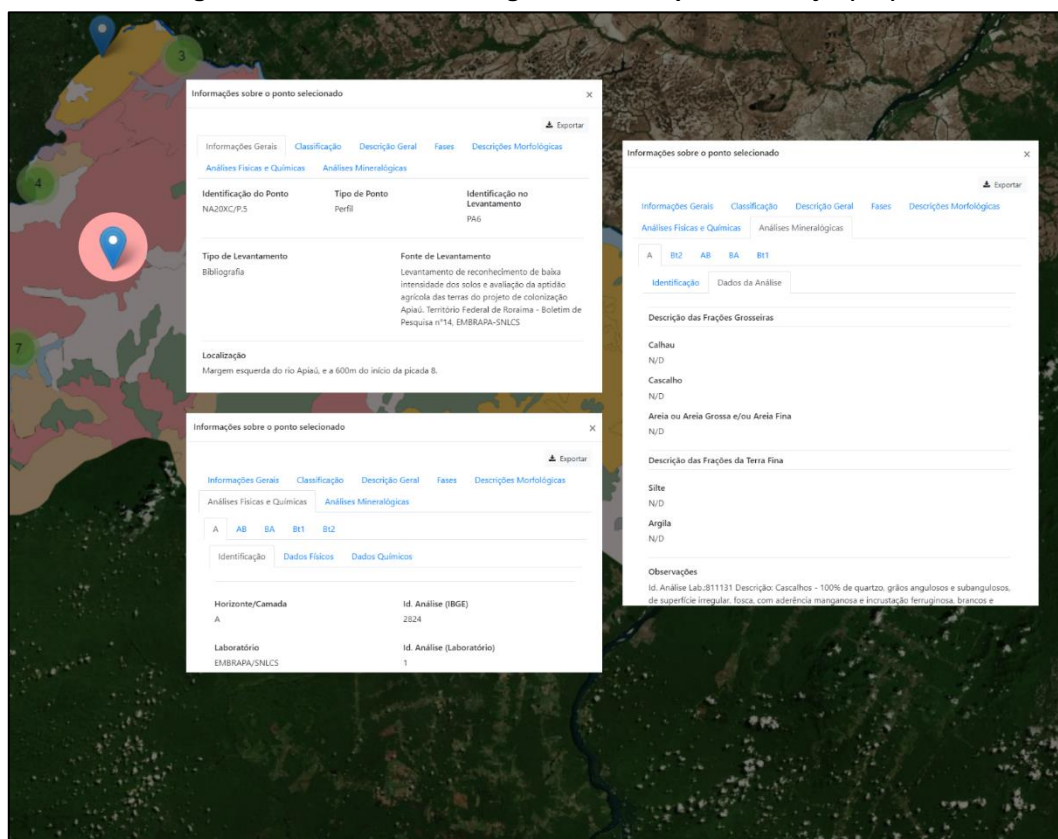 3
4
7
Informações sobre o ponto selecionado ×
Exportar
Informações Gerais Classificação Descrição Geral Fases Descrições Morfológicas
Análises Físicas e Químicas Análises Mineralógicas
Identificação do Ponto Tipo de Ponto Identificação no
Levantamento
NA20XC/P.5 Perfil
PA6
Tipo de Levantamento Fonte de Levantamento
Bibliografia Levantamento de reconhecimento de baixa
intensidade dos solos e avaliação da aptidão
agrícola das terras do projeto de colonização
Apiaú. Território Federal de Roraima - Boletim de
Pesquisa n°14, EMBRAPA-SNLCS
Localização
Margem esquerda do rio Apiaú, e a 600m do início da picada 8.
Informações sobre o ponto selecionado ×
Exportar
Informações Gerais Classificação Descrição Geral Fases Descrições Morfológicas
Análises Físicas e Químicas Análises Mineralógicas
A AB BA Bt1 Bt2
Identificação Dados Físicos Dados Químicos
Horizonte/Camada Id. Análise (IBGE)
A 2824
Laboratório Id. Análise (Laboratório)
EMBRAPA/SNLCS 1
Informações sobre o ponto selecionado ×
Exportar
Informações Gerais Classificação Descrição Geral Fases Descrições Morfológicas
Análises Físicas e Químicas Análises Mineralógicas
A Bt2 AB BA Bt1
Identificação Dados da Análise
Descrição das Frações Grosseiras
Calhau
N/D
Cascalho
N/D
Areia ou Areia Grossa e/ou Areia Fina
N/D
Descrição das Frações da Terra Fina
Silte
N/D
Argila
N/D
Observações
Id. Análise Lab.:811131 Descrição: Cascalhos - 100% de quartzo, grãos angulosos e subangulosos,
de superfície irregular, fosca, com aderência manganosa e incrustação ferruginosa, brancos e